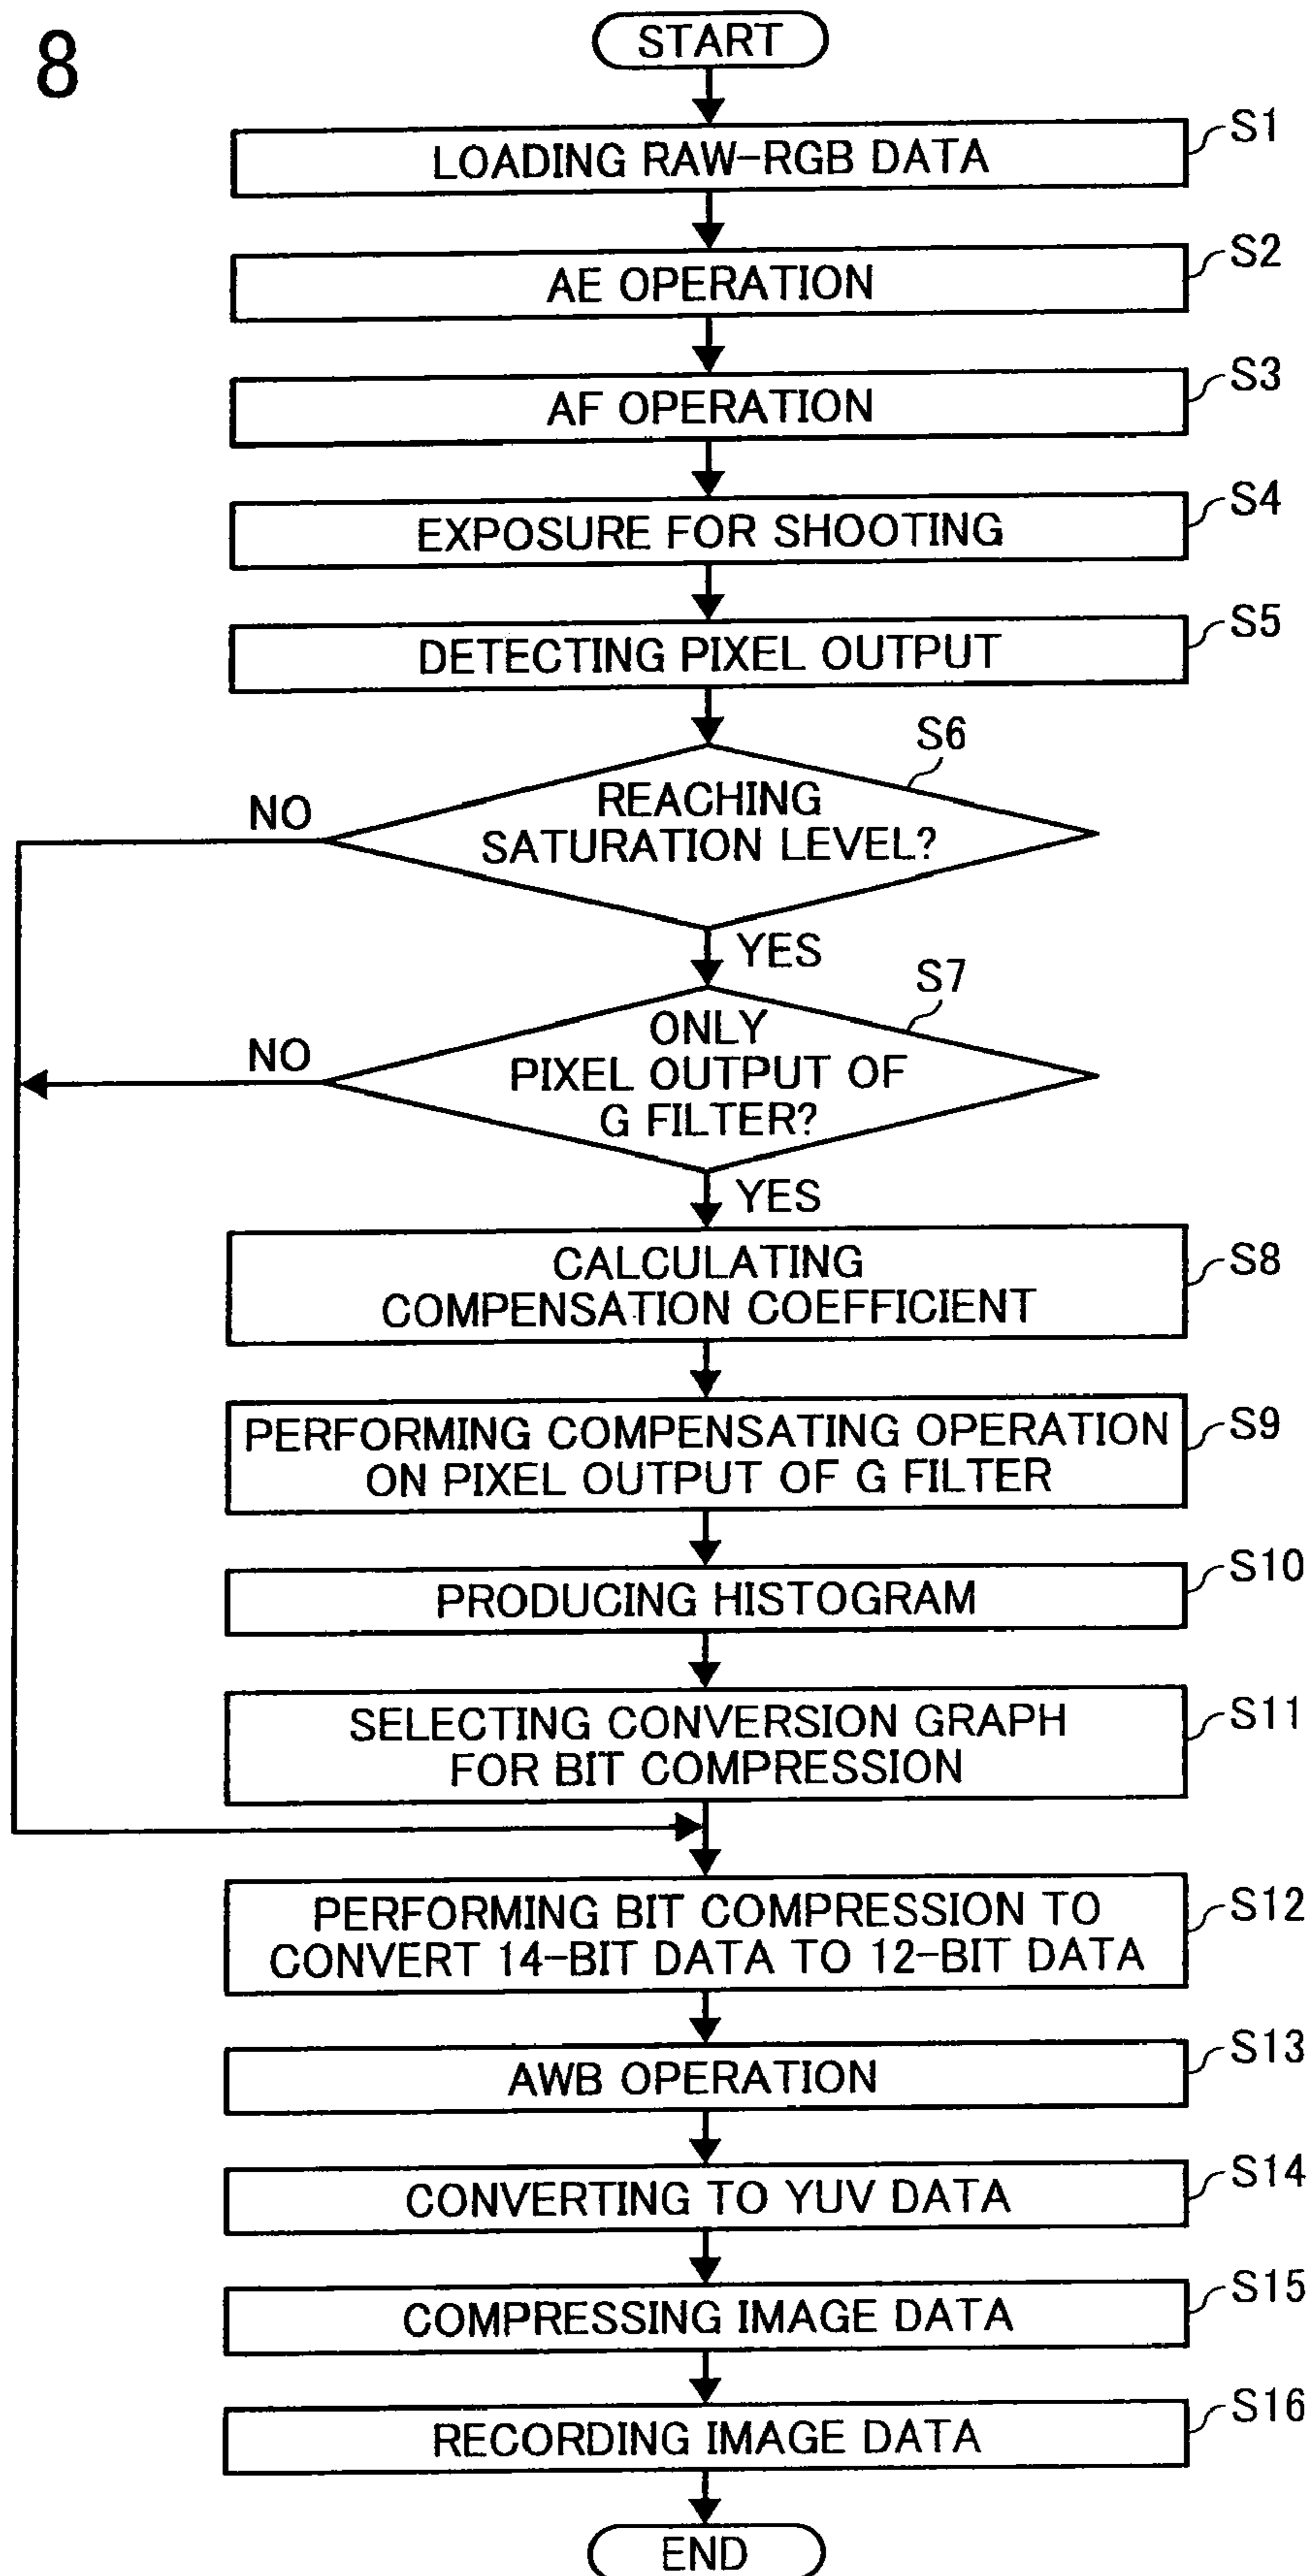 8
START
LOADING RAW-RGB DATA
S1
AE OPERATION
S2
AF OPERATION
S3
EXPOSURE FOR SHOOTING
S4
DETECTING PIXEL OUTPUT
S5
S6
REACHING
SATURATION LEVEL?
NO
YES
S7
ONLY
PIXEL OUTPUT OF
G FILTER?
NO
YES
CALCULATING
COMPENSATION COEFFICIENT
S8
PERFORMING COMPENSATING OPERATION
ON PIXEL OUTPUT OF G FILTER
S9
PRODUCING HISTOGRAM
S10
SELECTING CONVERSION GRAPH
FOR BIT COMPRESSION
S11
PERFORMING BIT COMPRESSION TO
CONVERT 14-BIT DATA TO 12-BIT DATA
S12
AWB OPERATION
S13
CONVERTING TO YUV DATA
S14
COMPRESSING IMAGE DATA
S15
RECORDING IMAGE DATA
S16
END